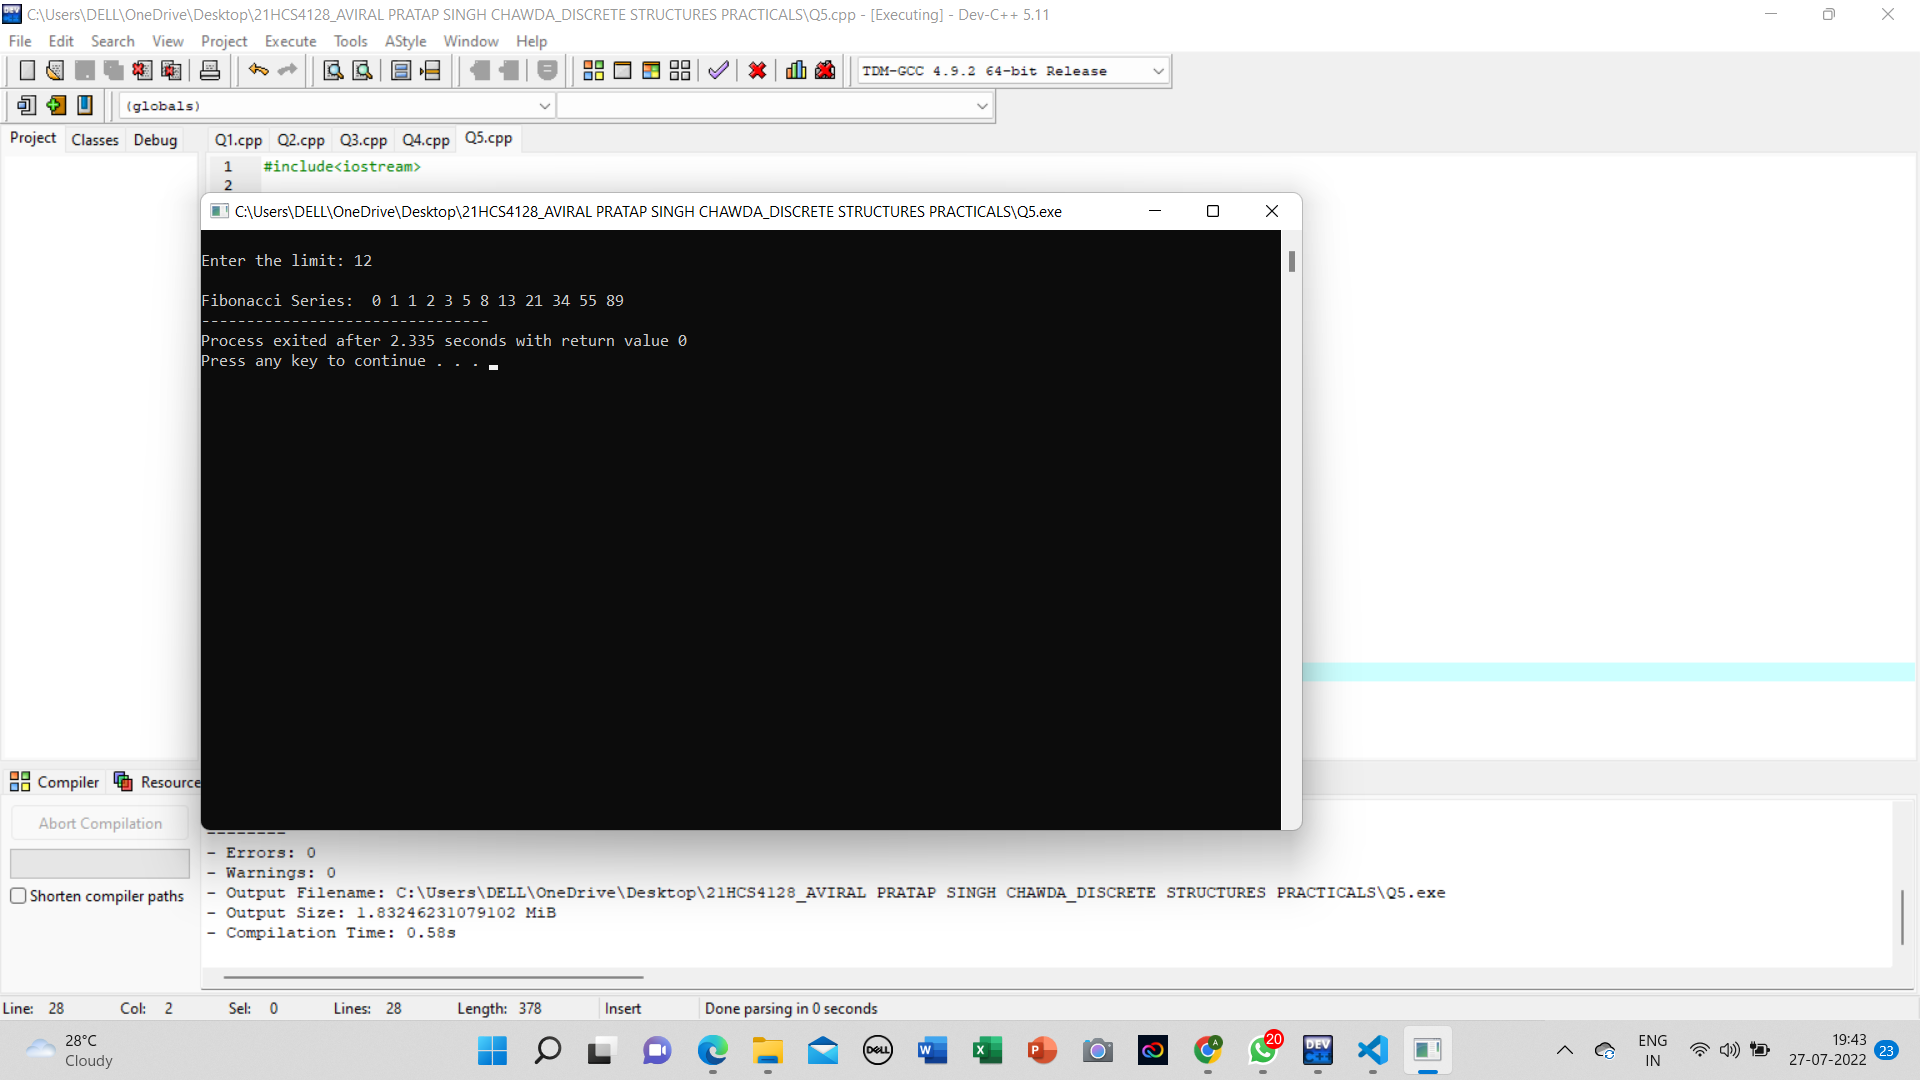 C:\Users\DELL\OneDrive\Desktop\21HCS4128_AVIRAL PRATAP SINGH CHAWDA_DISCRETE STRUCTURES PRACTICALS\Q5.cpp - [Executing] - Dev-C++ 5.11
File Edit Search View Project Execute Tools AStyle Window Help
TDM-GCC 4.9.2 64-bit Release
(globals)
Project Classes Debug Q1.cpp Q2.cpp Q3.cpp Q4.cpp Q5.cpp
1 #include<iostream>
2
C:\Users\DELL\OneDrive\Desktop\21HCS4128_AVIRAL PRATAP SINGH CHAWDA_DISCRETE STRUCTURES PRACTICALS\Q5.exe
Enter the limit: 12
Fibonacci Series:  0 1 1 2 3 5 8 13 21 34 55 89
--------------------------------
Process exited after 2.335 seconds with return value 0
Press any key to continue . . .
Compiler Resource
Abort Compilation
--------
- Errors: 0
- Warnings: 0
Shorten compiler paths
- Output Filename: C:\Users\DELL\OneDrive\Desktop\21HCS4128_AVIRAL PRATAP SINGH CHAWDA_DISCRETE STRUCTURES PRACTICALS\Q5.exe
- Output Size: 1.83246231079102 MiB
- Compilation Time: 0.58s
Line: 28 Col: 2 Sel: 0 Lines: 28 Length: 378 Insert Done parsing in 0 seconds
28°C
Cloudy
DELL
20
DEV
C++
ENG
IN
19:43
27-07-2022
23